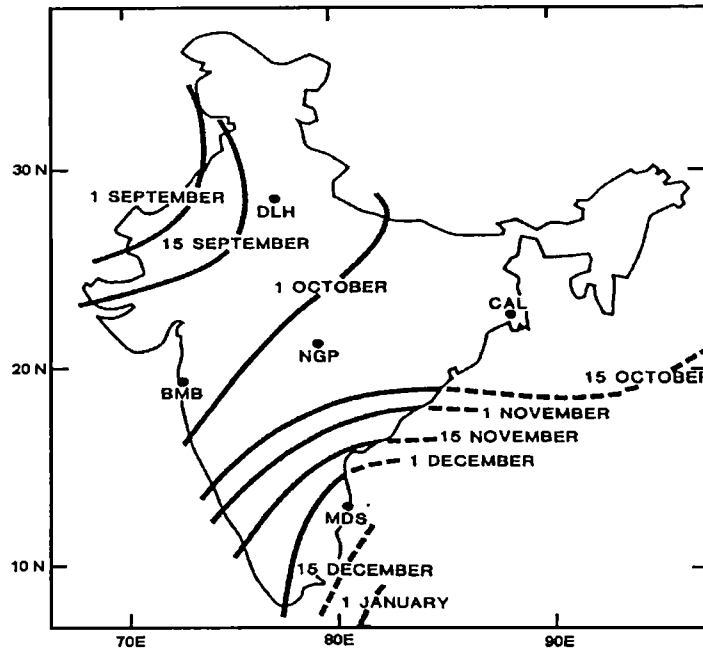 30 N
1 SEPTEMBER
DLH
15 SEPTEMBER
1 OCTOBER
CAL
NGP
20 N
BMB
15 OCTOBER
1 NOVEMBER
15 NOVEMBER
1 DECEMBER
MDS
10 N
15 DECEMBER
1 JANUARY
70E
80E
90E